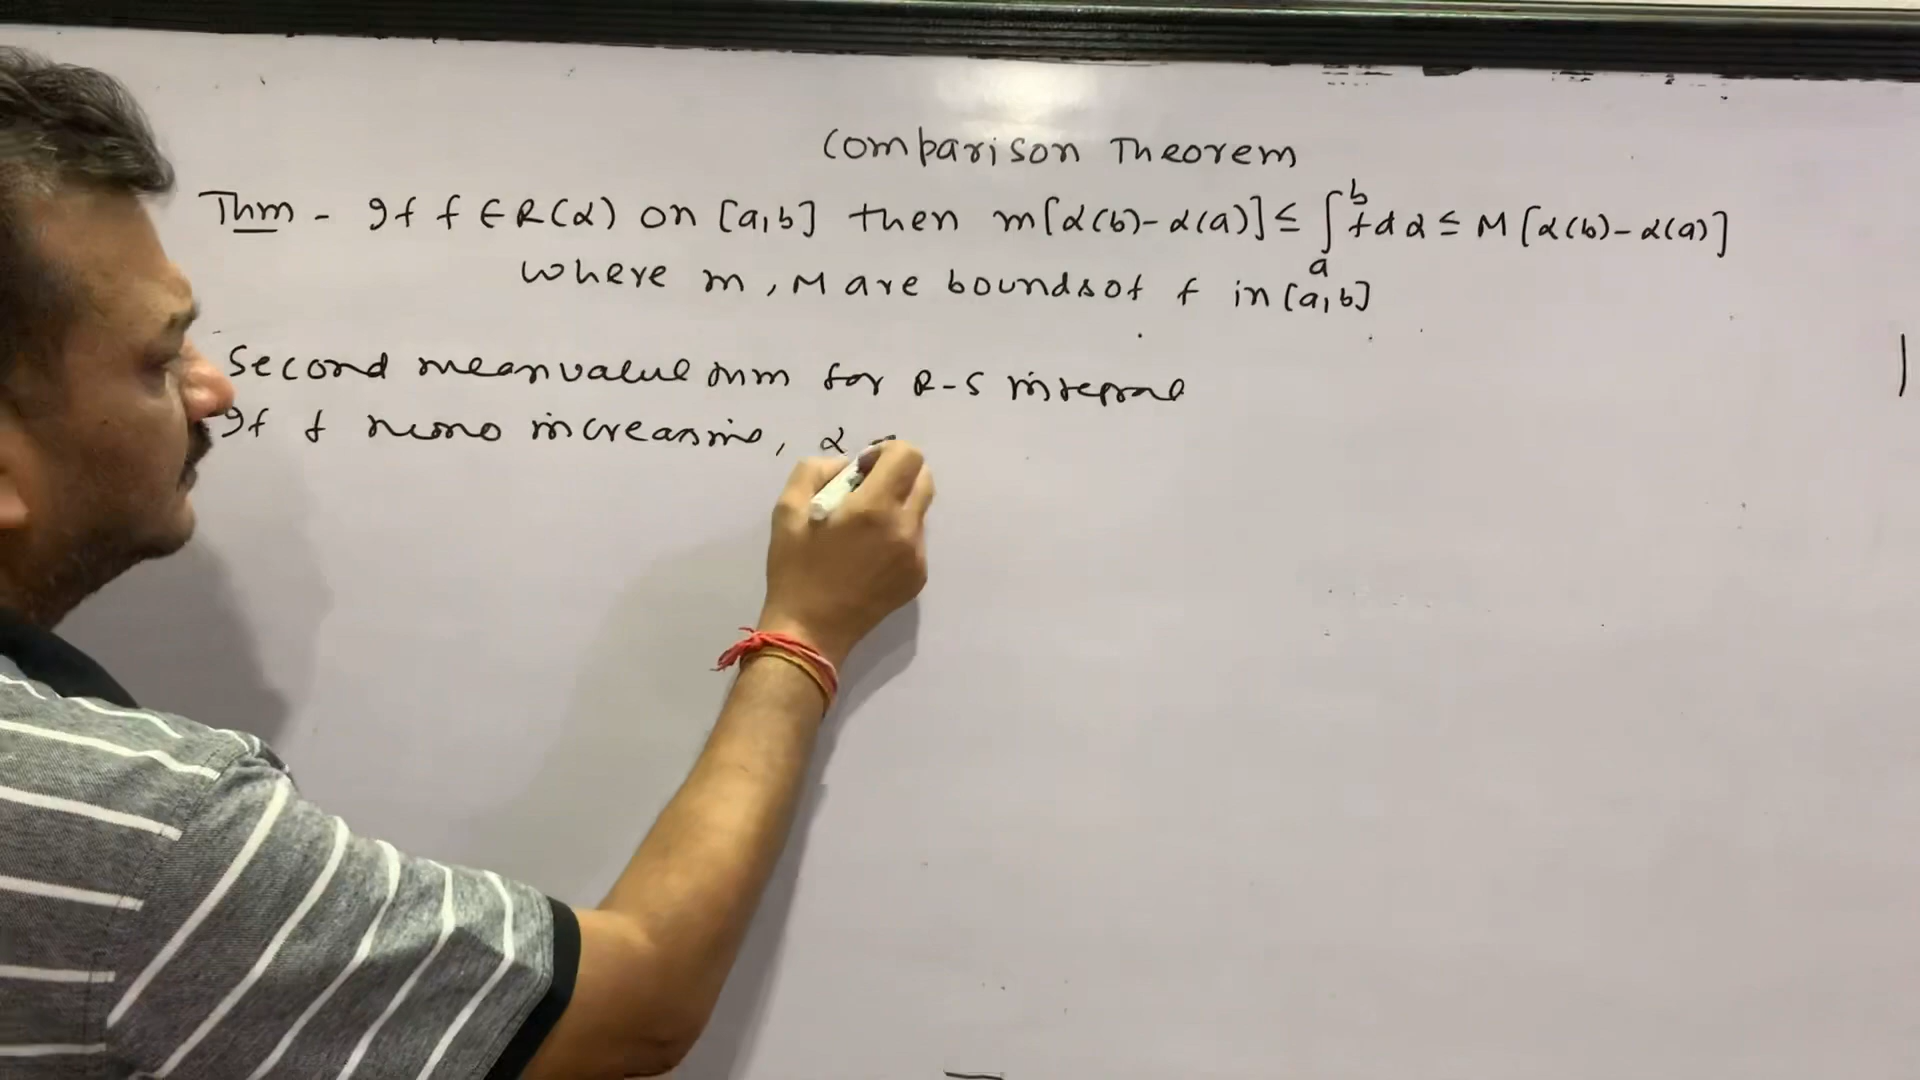 Comparison Theorem
Thm - If f ∈ R(α) on [a,b] then m[α(b)-α(a)] ≤ ∫_a^b f dα ≤ M[α(b)-α(a)]
where m, M are bounds of f in [a,b]
Second mean value thm for R-S integral
If f mono increasing, α